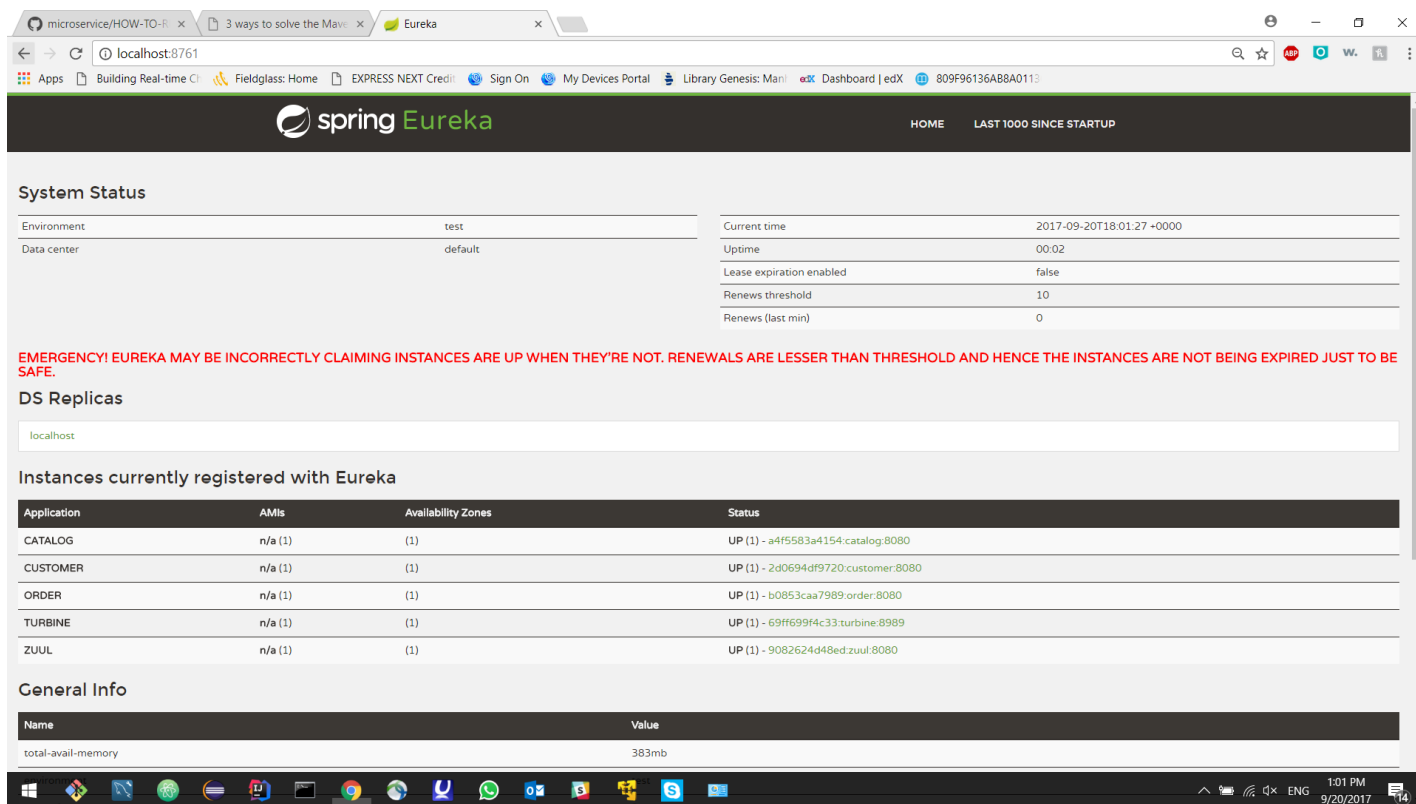 microservice/HOW-TO-R 3 ways to solve the Mave Eureka
localhost:8761 ABP W.
Apps Building Real-time Ch Fieldglass: Home EXPRESS NEXT Credit Sign On My Devices Portal Library Genesis: Manl edX Dashboard | edX 809F96136AB8A0113
spring Eureka HOME LAST 1000 SINCE STARTUP
System Status
Environment test
Data center default
Current time 2017-09-20T18:01:27 +0000
Uptime 00:02
Lease expiration enabled false
Renews threshold 10
Renews (last min) 0
EMERGENCY! EUREKA MAY BE INCORRECTLY CLAIMING INSTANCES ARE UP WHEN THEY'RE NOT. RENEWALS ARE LESSER THAN THRESHOLD AND HENCE THE INSTANCES ARE NOT BEING EXPIRED JUST TO BE
SAFE.
DS Replicas
localhost
Instances currently registered with Eureka
Application AMIs Availability Zones Status
CATALOG n/a (1) (1) UP (1) - a4f5583a4154:catalog:8080
CUSTOMER n/a (1) (1) UP (1) - 2d0694df9720:customer:8080
ORDER n/a (1) (1) UP (1) - b0853caa7989:order:8080
TURBINE n/a (1) (1) UP (1) - 69ff699f4c33:turbine:8989
ZUUL n/a (1) (1) UP (1) - 9082624d48ed:zuul:8080
General Info
Name Value
total-avail-memory 383mb
ENG 1:01 PM
9/20/2017 14